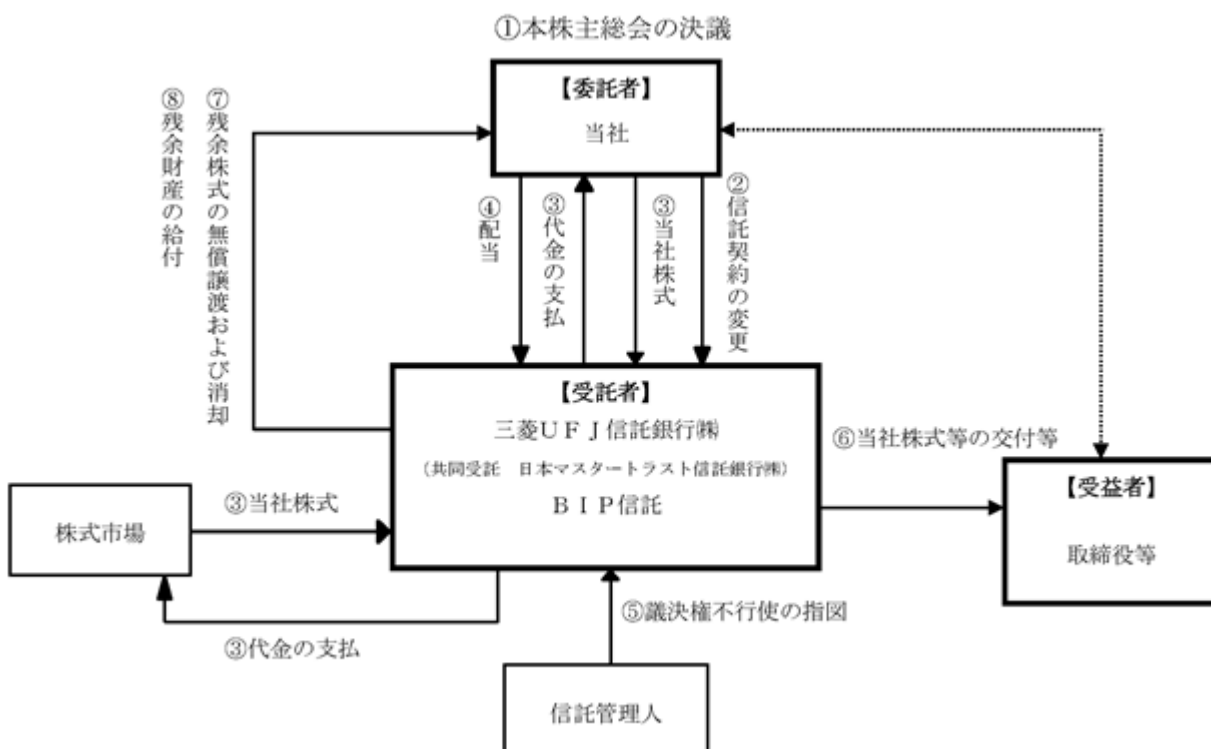 ①本株主総会の決議
【委託者】
当社
⑧残余財産の給付
⑦残余株式の無償譲渡および消却
④配当
③代金の支払
③当社株式
②信託契約の変更
【受託者】
三菱UFJ信託銀行㈱
（共同受託　日本マスタートラスト信託銀行㈱）
BIP信託
⑥当社株式等の交付等
【受益者】
取締役等
株式市場
③当社株式
③代金の支払
⑤議決権不行使の指図
信託管理人